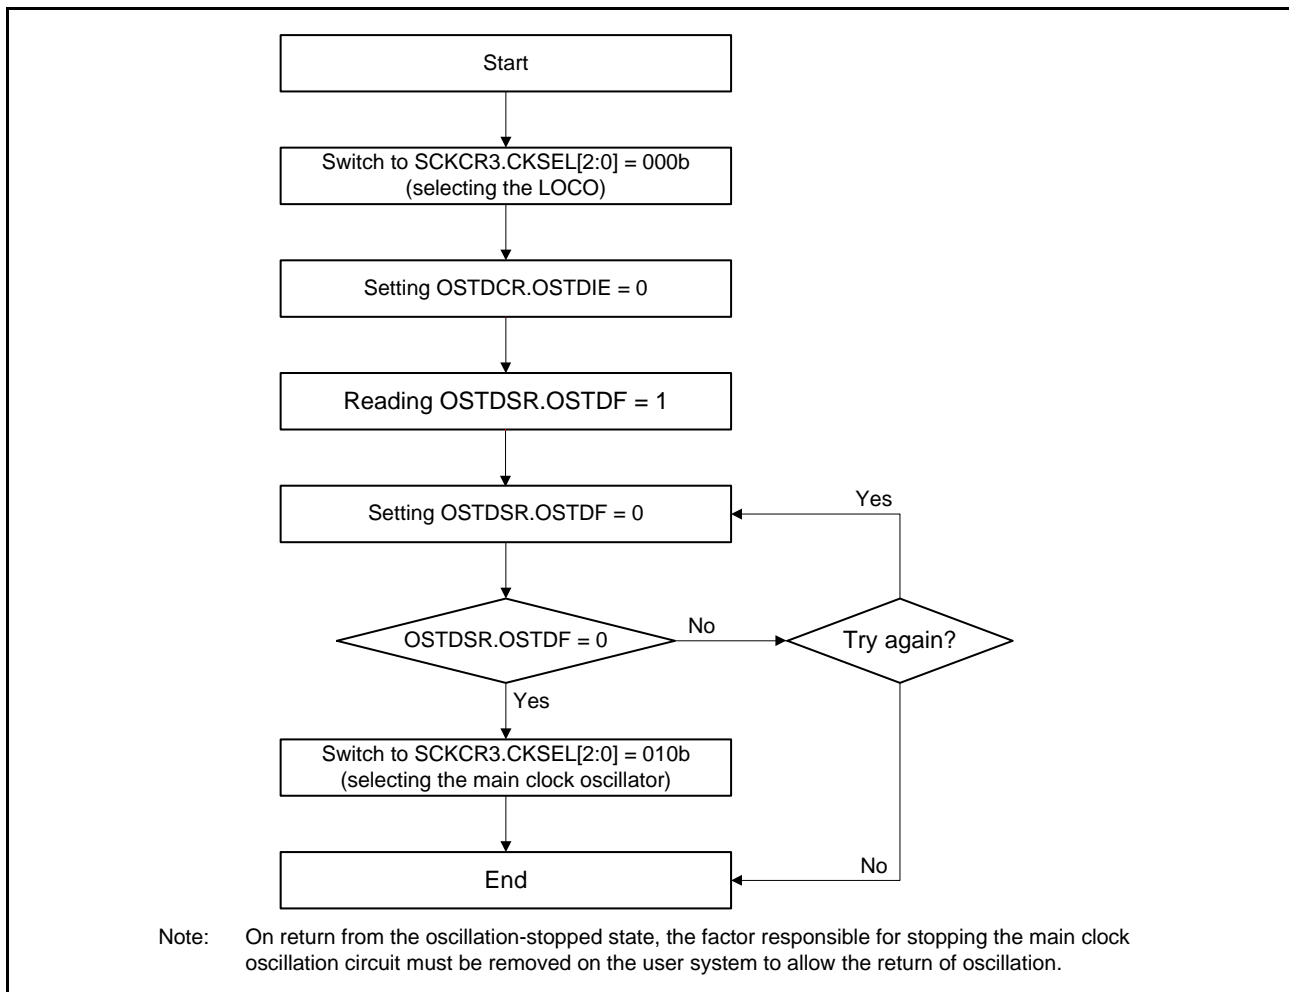 Start
Switch to SCKCR3.CKSEL[2:0] = 000b
(selecting the LOCO)
Setting OSTDCR.OSTDIE = 0
Reading OSTDSR.OSTDF = 1
Setting OSTDSR.OSTDF = 0
Yes
OSTDSR.OSTDF = 0
No
Try again?
Yes
Switch to SCKCR3.CKSEL[2:0] = 010b
(selecting the main clock oscillator)
No
End
Note: On return from the oscillation-stopped state, the factor responsible for stopping the main clock
oscillation circuit must be removed on the user system to allow the return of oscillation.